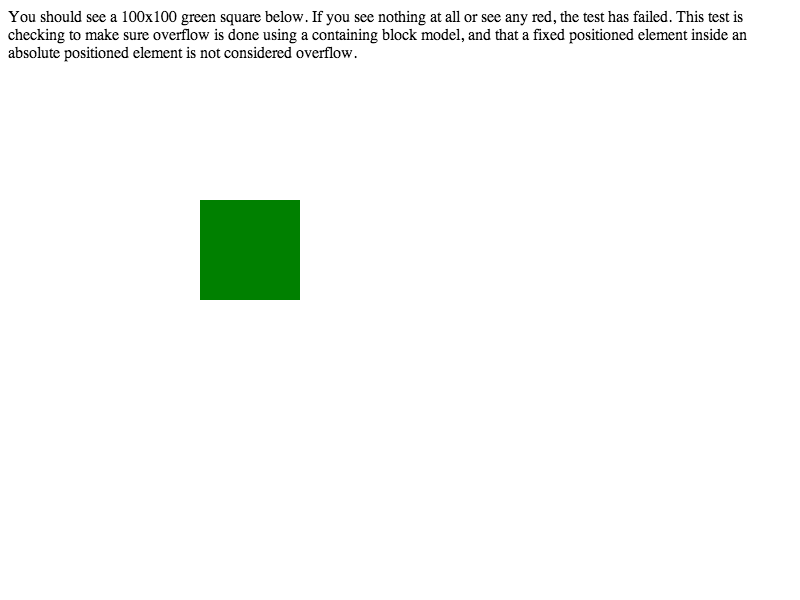 You should see a 100x100 green square below. If you see nothing at all or see any red, the test has failed. This test is
checking to make sure overflow is done using a containing block model, and that a fixed positioned element inside an
absolute positioned element is not considered overflow.